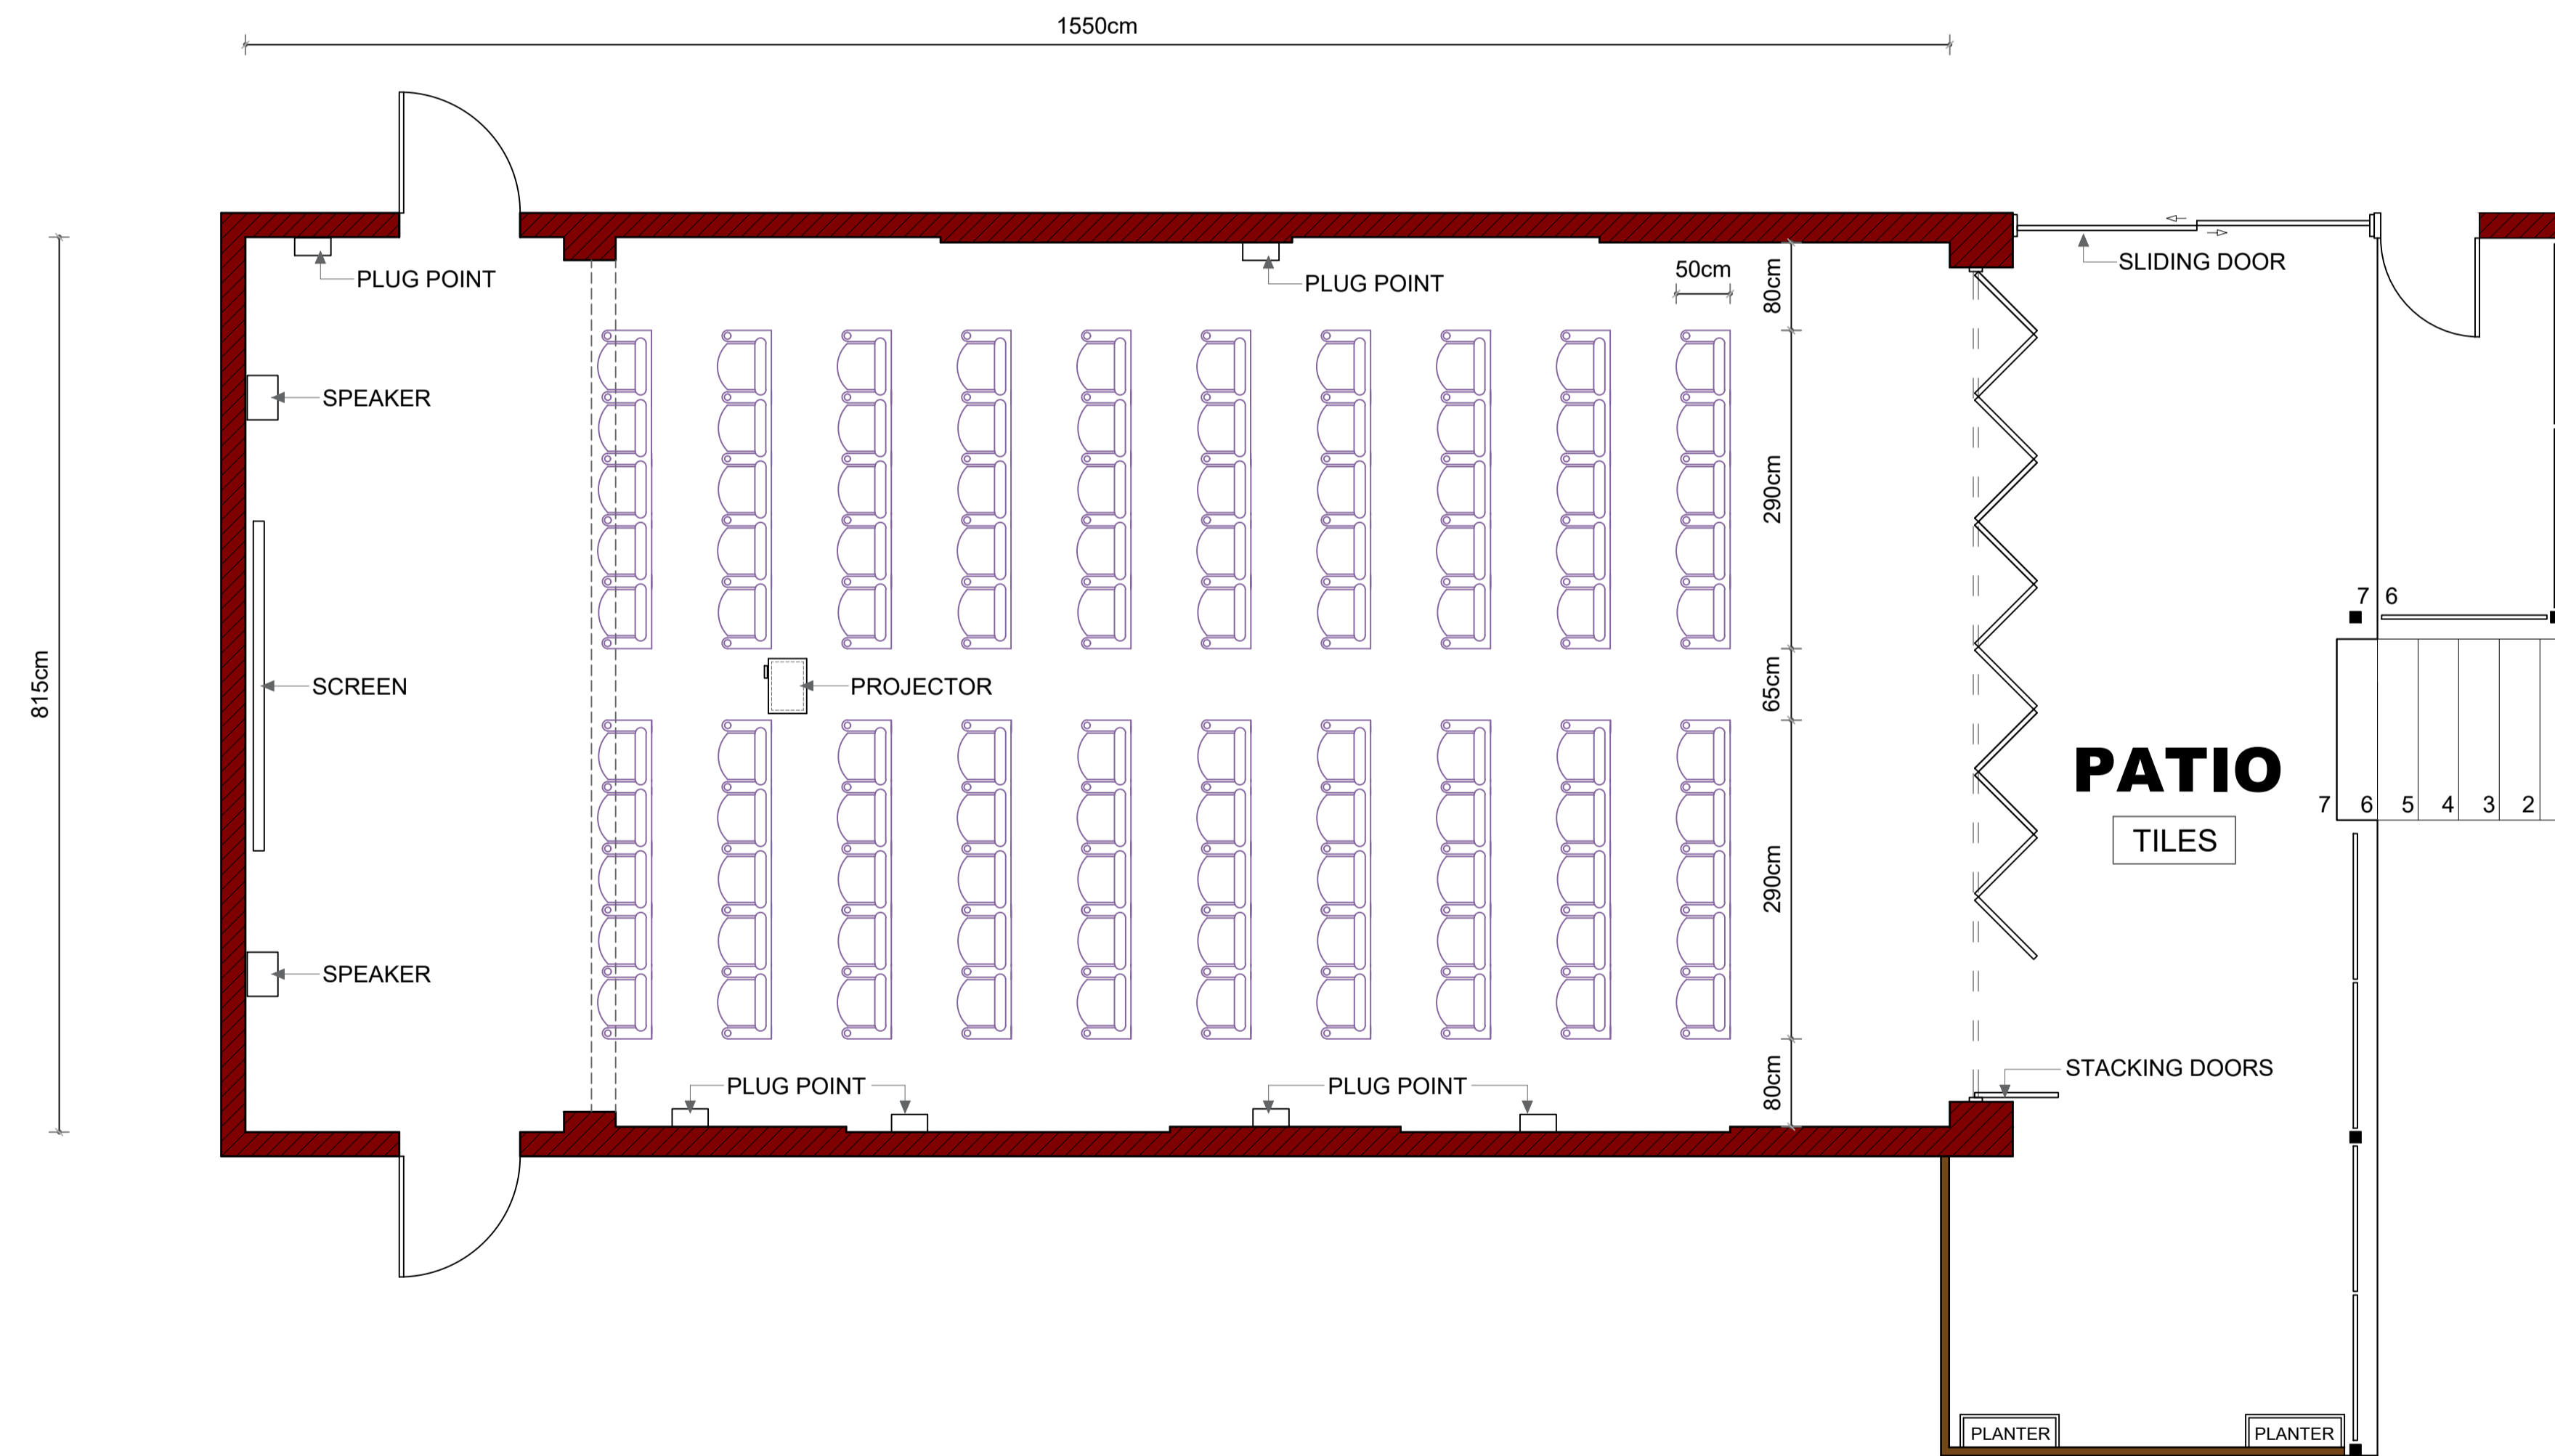 1550cm
PLUG POINT
PLUG POINT
50cm
80cm
SLIDING DOOR
SPEAKER
290cm
7 6
815cm
SCREEN
PROJECTOR
65cm
PATIO
7 6 5 4 3 2
TILES
290cm
SPEAKER
STACKING DOORS
PLUG POINT
PLUG POINT
80cm
PLANTER
PLANTER